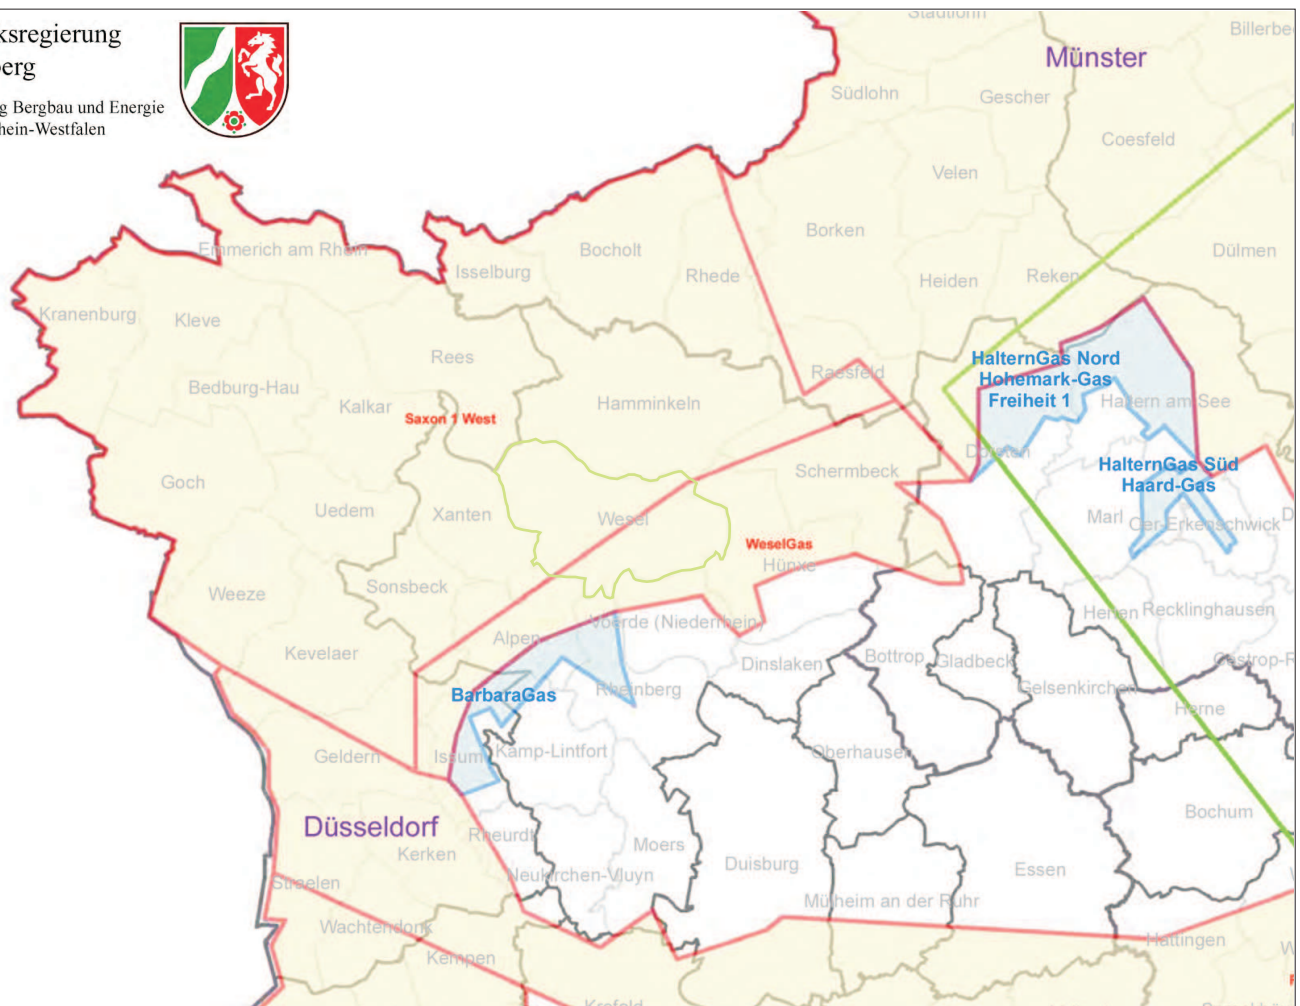 ksregierung
erg
g Bergbau und Energie
hein-Westfalen
Stadtlohn
Billerbe
Münster
Südlohn
Gescher
Coesfeld
Velen
Borken
Emmerich am Rhein
Bocholt
Dülmen
Isselburg
Rhede
Heiden
Reken
Kranenburg
Kleve
Rees
HalternGas Nord
Hohemark-Gas
Freiheit 1
Raesfeld
Bedburg-Hau
Kalkar
Hamminkeln
Haltern am See
Saxon 1 West
Dorsten
HalternGas Süd
Haard-Gas
Schermbeck
Goch
Uedem
Xanten
Wesel
Marl
Oer-Erkenschwick
D
WeselGas
Hünxe
Sonsbeck
Weeze
Herten
Recklinghausen
Voerde (Niederrhein)
Alpen
Kevelaer
Dinslaken
Bottrop
Gladbeck
Castrop-R
BarbaraGas
Rheinberg
Gelsenkirchen
Herne
Geldern
Issum
Kamp-Lintfort
Oberhausen
Bochum
Düsseldorf
Rheurdt
Moers
Kerken
Duisburg
Essen
Neukirchen-Vluyn
Straelen
Mülheim an der Ruhr
Wachtendonk
Hattingen
W
Kempen
Krefeld